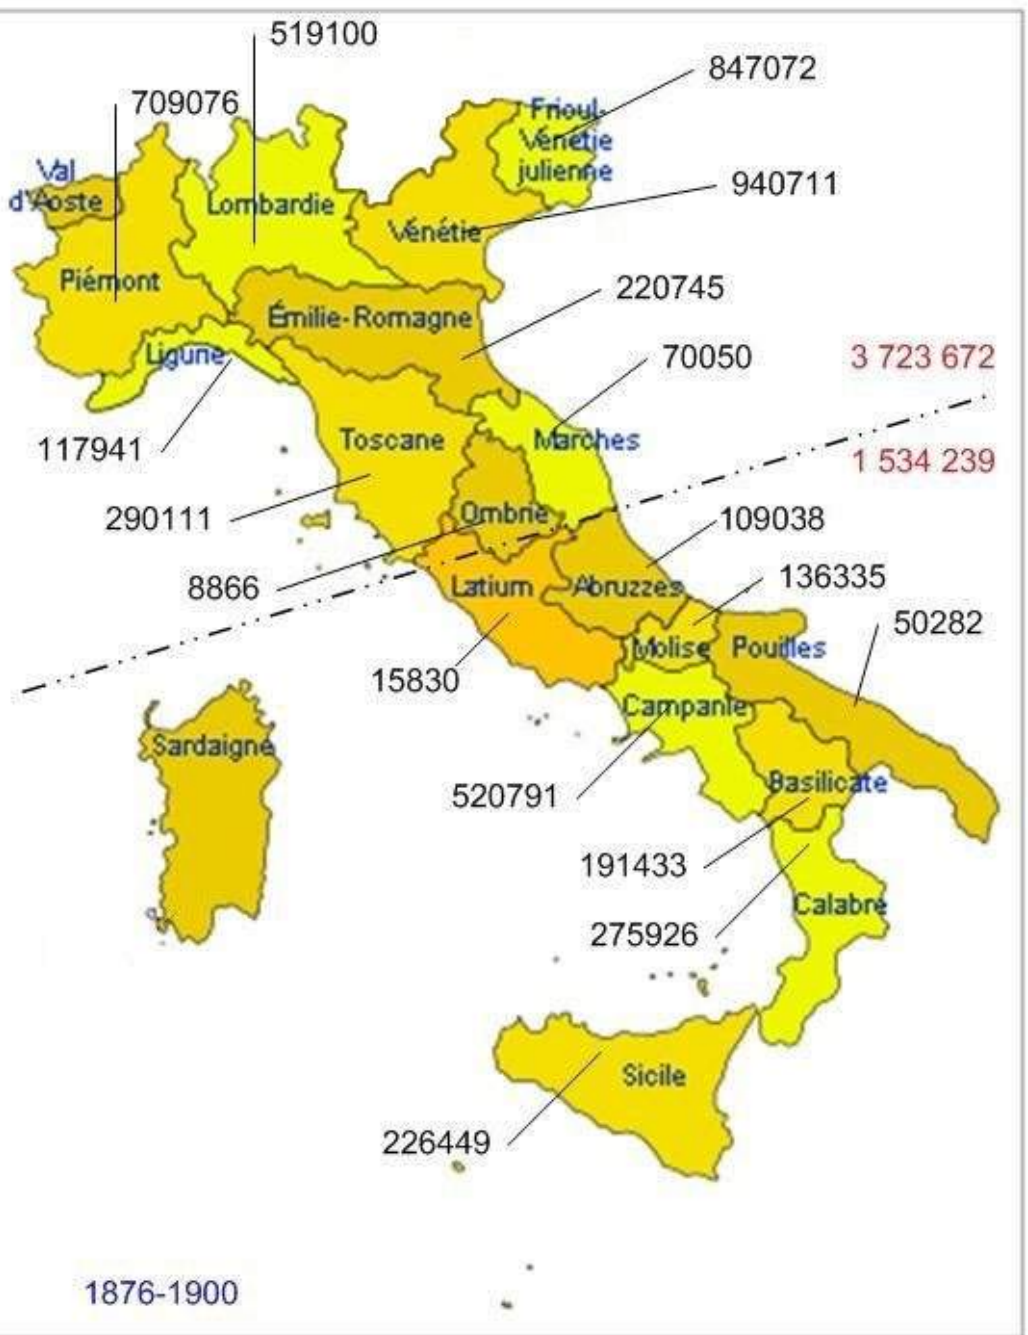 519100
847072
709076
Frioul-
Vénétie
julienne
Val
d'Aoste
940711
Lombardie
Vénétie
Piémont
220745
Émilie-Romagne
70050
3 723 672
Ligurie
Toscane
Marches
117941
1 534 239
290111
Ombrie
109038
8866
Latium
Abruzzes
136335
50282
Molise
Pouilles
15830
Campanie
Sardaigne
Basilicate
520791
191433
Calabre
275926
Sicile
226449
1876-1900